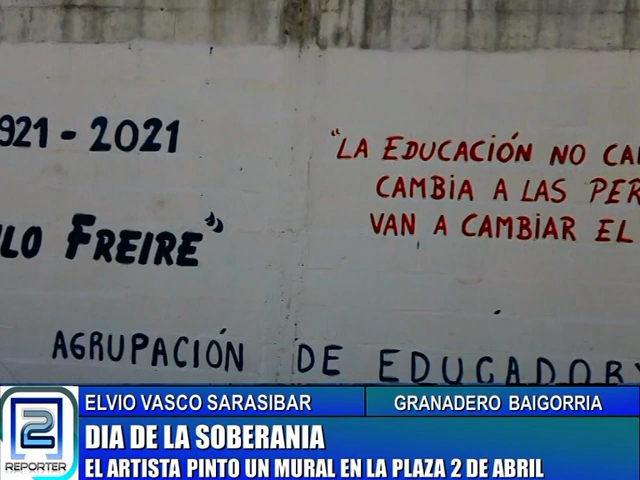 921 - 2021
LO FREIRE"
"LA EDUCACIÓN NO
CAMBIA A LAS
VAN A CAMBIAR EL
AGRUPACIÓN DE
2
REPORTER
ELVIO VASCO SARASIBAR
GRANADERO BAIGORRIA
DIA DE LA SOBERANIA
EL ARTISTA PINTO UN MURAL EN LA PLAZA 2 DE ABRIL